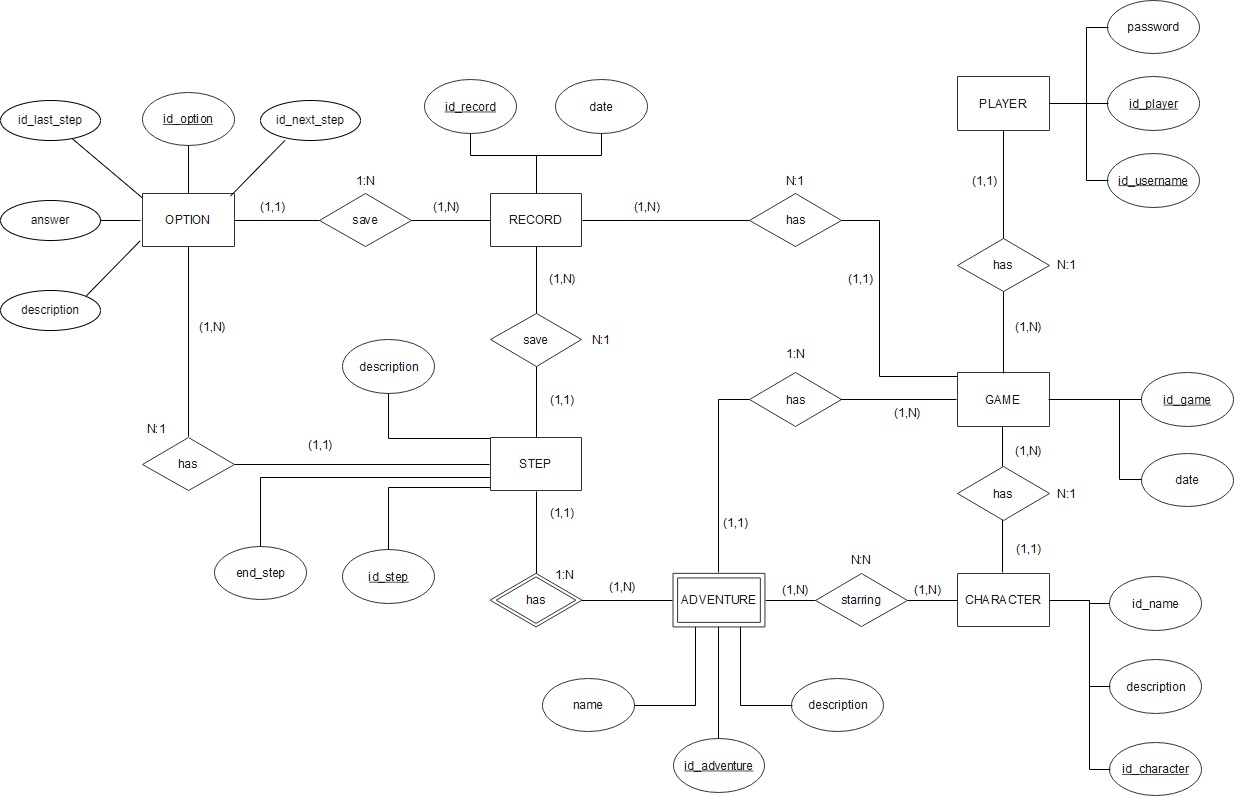 password
id_record
date
PLAYER
id_player
id_last_step
id_option
id_next_step
1:N
N:1
(1,1)
id_username
OPTION
(1,1)
save
(1,N)
RECORD
(1,N)
has
answer
(1,N)
(1,1)
has
N:1
description
(1,N)
save
N:1
(1,N)
description
1:N
(1,1)
has
(1,N)
GAME
id_game
N:1
(1,1)
(1,N)
has
STEP
date
has
N:1
(1,1)
(1,1)
(1,1)
end_step
id_step
1:N
(1,N)
N:N
has
ADVENTURE
(1,N)
starring
(1,N)
CHARACTER
id_name
name
description
description
id_adventure
id_character